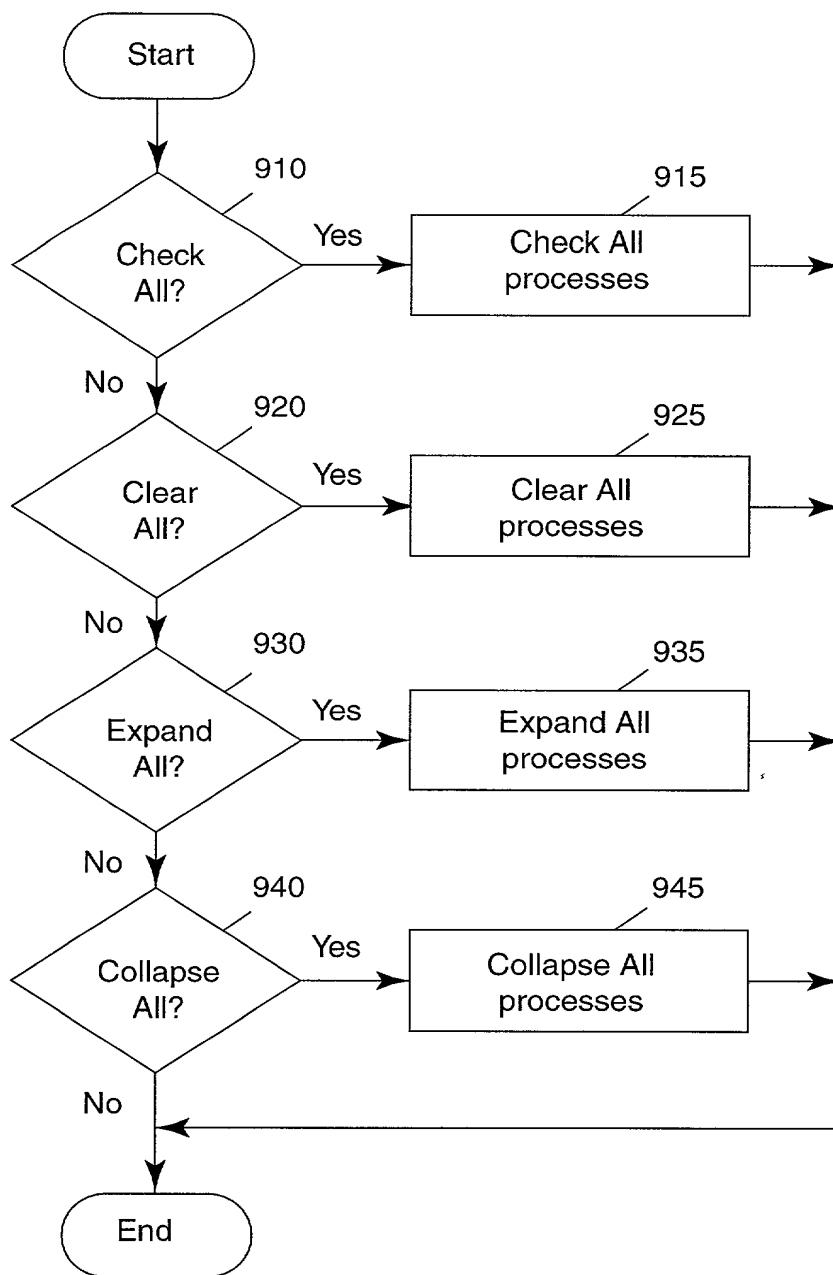 Start
910
Check
All?
Yes
915
Check All
processes
No
920
Clear
All?
Yes
925
Clear All
processes
No
930
Expand
All?
Yes
935
Expand All
processes
No
940
Collapse
All?
Yes
945
Collapse All
processes
No
End